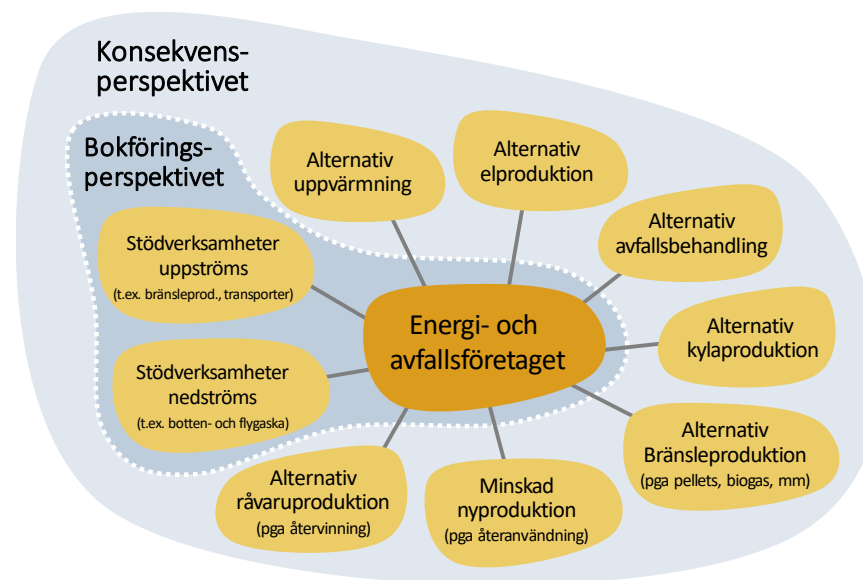 Konsekvens-
perspektivet
Bokförings-
perspektivet
Alternativ
uppvärmning
Alternativ
elproduktion
Alternativ
avfallsbehandling
Stödverksamheter
uppströms
(t.ex. bränsleprod., transporter)
Energi- och
avfallsföretaget
Alternativ
kylaproduktion
Stödverksamheter
nedströms
(t.ex. botten- och flygaska)
Alternativ
Bränsleproduktion
(pga pellets, biogas, mm)
Alternativ
råvaruproduktion
(pga återvinning)
Minskad
nyproduktion
(pga återanvändning)